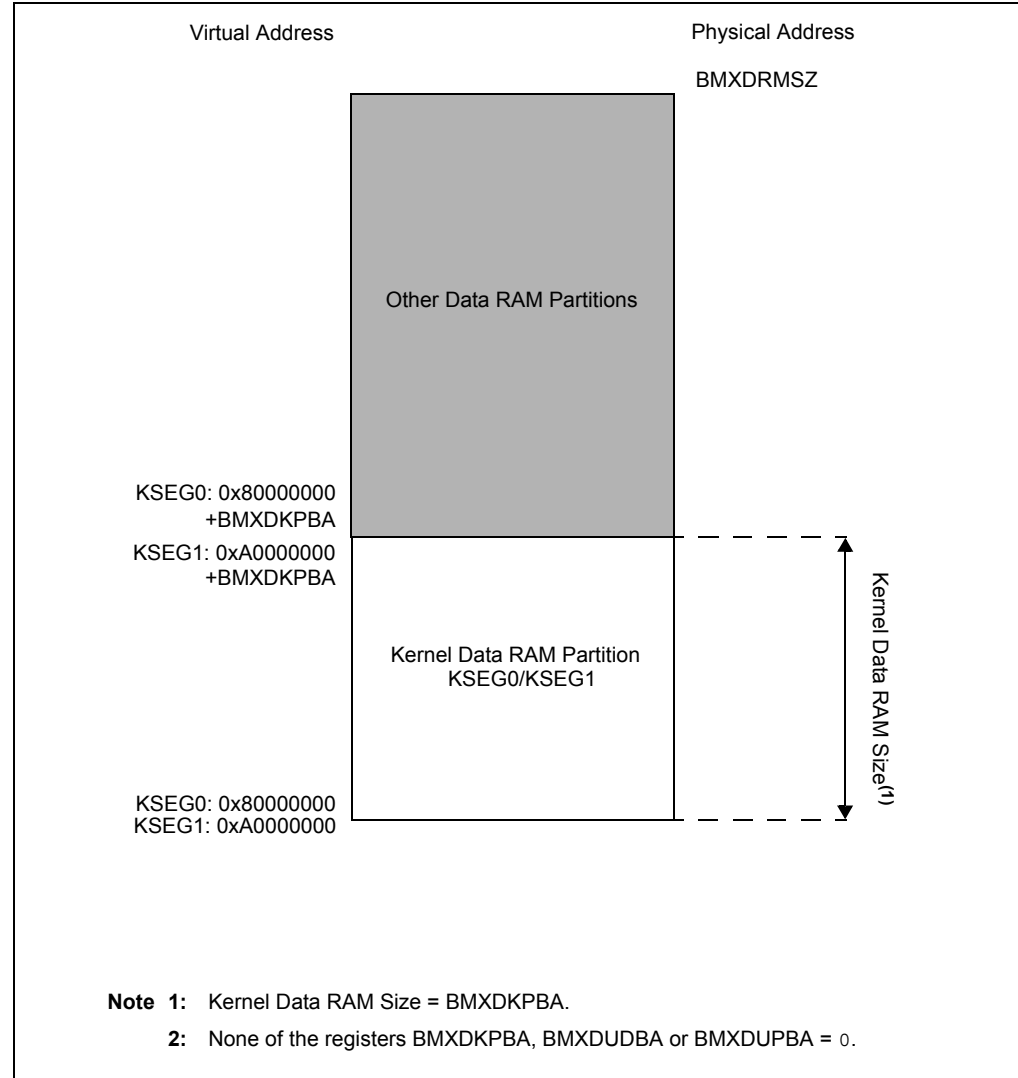 Virtual Address
Physical Address
BMXDRMSZ
Other Data RAM Partitions
KSEG0: 0x80000000
+BMXDKPBA
KSEG1: 0xA0000000
+BMXDKPBA
Kernel Data RAM Partition
KSEG0/KSEG1
Kernel Data RAM Size(1)
KSEG0: 0x80000000
KSEG1: 0xA0000000
Note 1: Kernel Data RAM Size = BMXDKPBA.
2: None of the registers BMXDKPBA, BMXDUDBA or BMXDUPBA = 0.